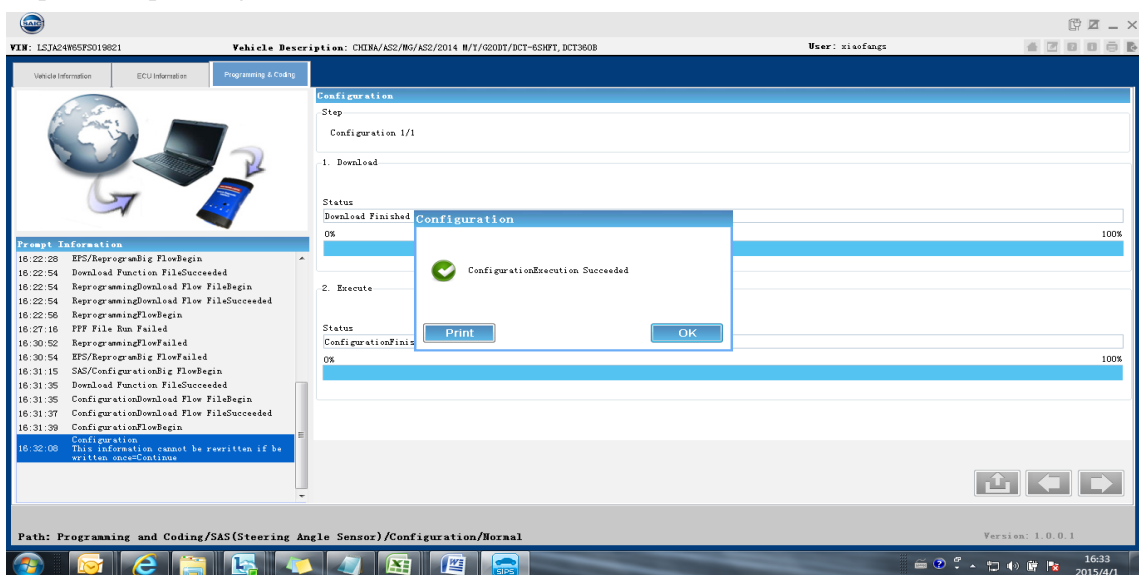 SAIC
VIN: LSJA24W65FS019821 Vehicle Description: CHINA/AS2/MG/AS2/2014 M/Y/G20DT/DCT-6SHFT, DCT360B User: xiaofangs
Vehicle Information ECU Information Programming & Coding
Configuration
Step
Configuration 1/1
1. Download
Status
Download Finished
0% 100%
Configuration
ConfigurationExecution Succeeded
Print OK
2. Execute
Status
ConfigurationFinis
0% 100%
Prompt Information
16:22:28 EPS/ReprogramBig FlowBegin
16:22:54 Download Function FileSucceeded
16:22:54 ReprogrammingDownload Flow FileBegin
16:22:54 ReprogrammingDownload Flow FileSucceeded
16:22:56 ReprogrammingFlowBegin
16:27:16 PPF File Run Failed
16:30:52 ReprogrammingFlowFailed
16:30:54 EPS/ReprogramBig FlowFailed
16:31:15 SAS/ConfigurationBig FlowBegin
16:31:35 Download Function FileSucceeded
16:31:35 ConfigurationDownload Flow FileBegin
16:31:37 ConfigurationDownload Flow FileSucceeded
16:31:39 ConfigurationFlowBegin
16:32:08 Configuration
This information cannot be rewritten if be
written once=Continue
Path: Programming and Coding/SAS(Steering Angle Sensor)/Configuration/Normal Version: 1.0.0.1
SIPS
16:33
2015/4/1